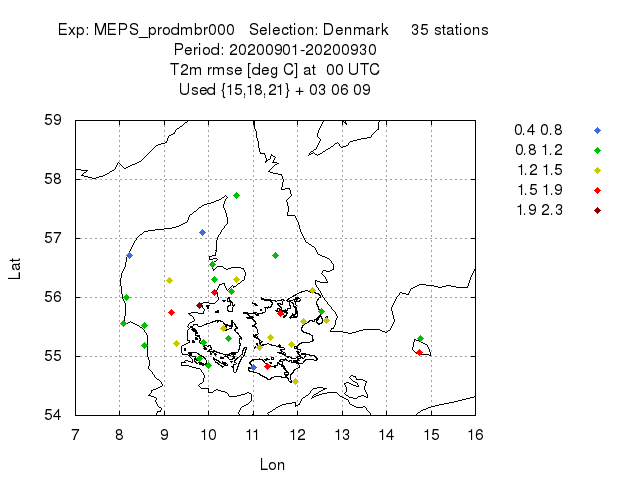 Exp: MEPS_prodmbr000 Selection: Denmark 35 stations
Period: 20200901-20200930
T2m rmse [deg C] at 00 UTC
Used {15,18,21} + 03 06 09
59
58
57
56
55
54
Lat
7 8 9 10 11 12 13 14 15 16
Lon
0.4 0.8
0.8 1.2
1.2 1.5
1.5 1.9
1.9 2.3